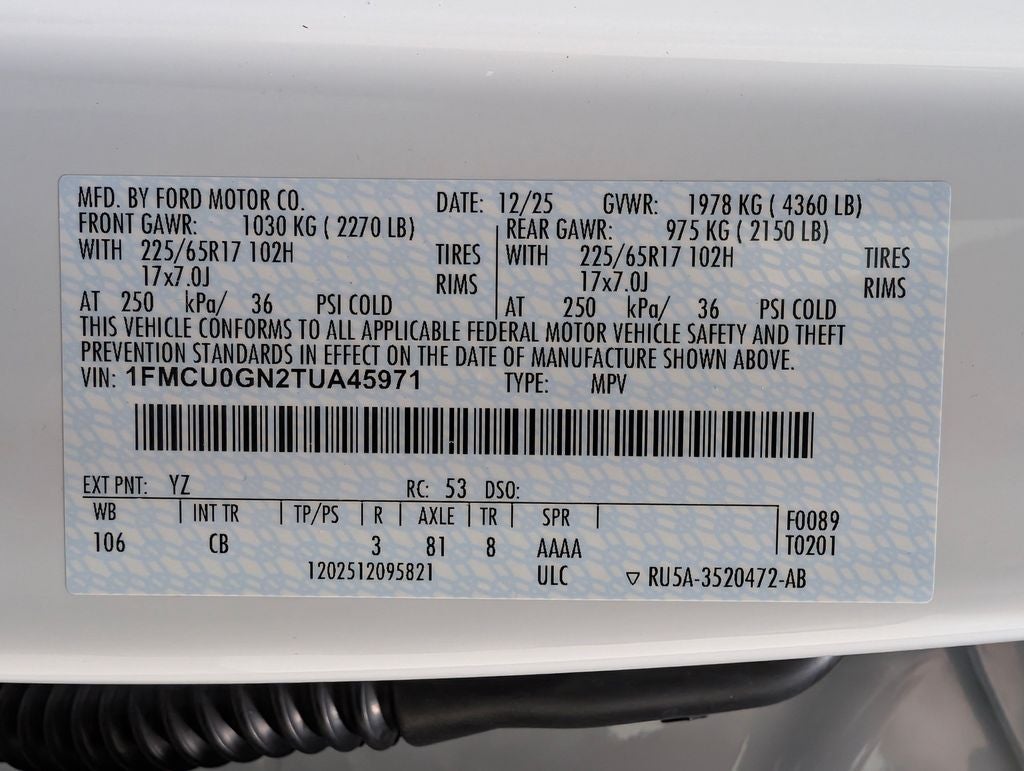 MFD. BY FORD MOTOR CO. DATE: 12/25 GVWR: 1978 KG ( 4360 LB)
FRONT GAWR: 1030 KG ( 2270 LB) REAR GAWR: 975 KG ( 2150 LB)
WITH 225/65R17 102H TIRES WITH 225/65R17 102H TIRES
17x7.0J RIMS 17x7.0J RIMS
AT 250 kPa/ 36 PSI COLD AT 250 kPa/ 36 PSI COLD
THIS VEHICLE CONFORMS TO ALL APPLICABLE FEDERAL MOTOR VEHICLE SAFETY AND THEFT
PREVENTION STANDARDS IN EFFECT ON THE DATE OF MANUFACTURE SHOWN ABOVE.
VIN: 1FMCU0GN2TUA45971 TYPE: MPV
EXT PNT: YZ RC: 53 DSO:
WB INT TR TP/PS R AXLE TR SPR F0089
106 CB 3 81 8 AAAA T0201
1202512095821 ULC ▽ RU5A-3520472-AB